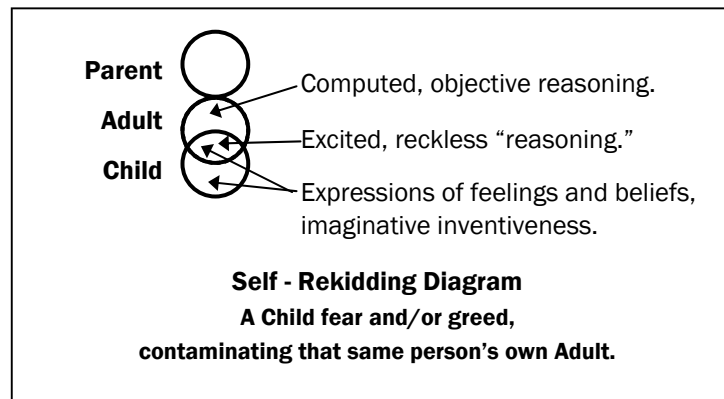 Parent
Computed, objective reasoning.
Adult
Excited, reckless “reasoning.”
Child
Expressions of feelings and beliefs,
imaginative inventiveness.
Self - Rekidding Diagram
A Child fear and/or greed,
contaminating that same person’s own Adult.